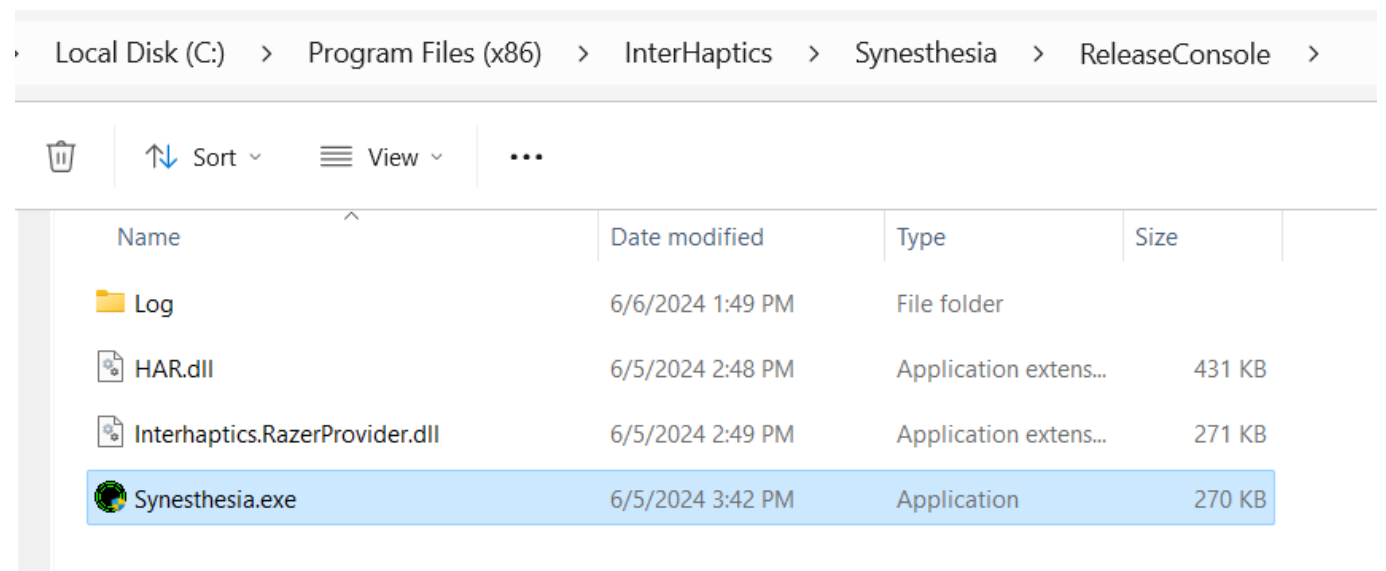 Local Disk (C:) > Program Files (x86) > InterHaptics > Synesthesia > ReleaseConsole >
Sort View
Name Date modified Type Size
Log 6/6/2024 1:49 PM File folder
HAR.dll 6/5/2024 2:48 PM Application extens... 431 KB
Interhaptics.RazerProvider.dll 6/5/2024 2:49 PM Application extens... 271 KB
Synesthesia.exe 6/5/2024 3:42 PM Application 270 KB